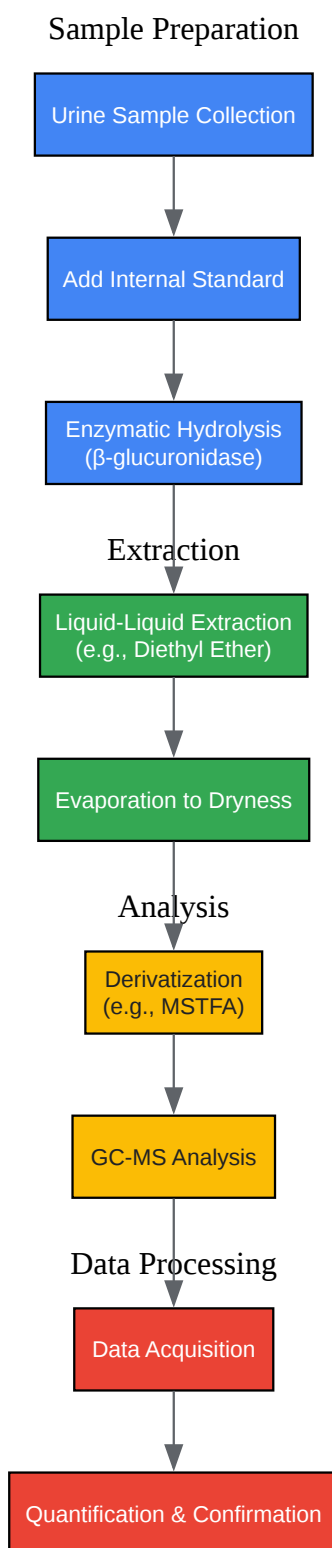 Sample Preparation
Urine Sample Collection
Add Internal Standard
Enzymatic Hydrolysis
(β-glucuronidase)
Extraction
Liquid-Liquid Extraction
(e.g., Diethyl Ether)
Evaporation to Dryness
Analysis
Derivatization
(e.g., MSTFA)
GC-MS Analysis
Data Processing
Data Acquisition
Quantification & Confirmation